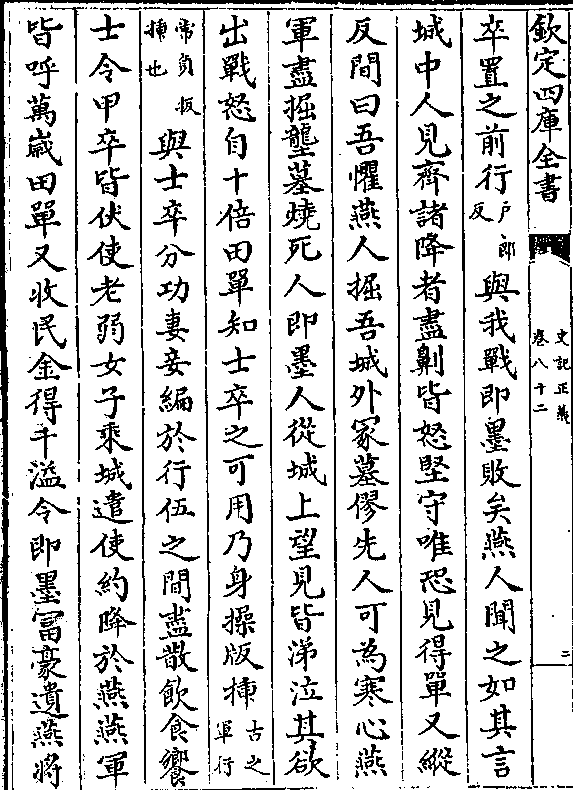 欽定四庫全書
史記正義
卷八十二
二
卒置之前行戶郎反與我戰即墨敗矣燕人聞之如其言
城中人見齊諸降者盡劓皆怒堅守唯恐見得單又縱
反間曰吾懼燕人掘吾城外冢墓僇先人可為寒心燕
軍盡掘壟墓燒死人即墨人從城上望見皆涕泣其欲
出戰怒自十倍田單知士卒之可用乃身操版揷古之軍行
常負版揷也與士卒分功妻妾編於行伍之間盡散飲食饗
士令甲卒皆伏使老弱女子乘城遣使約降於燕燕軍
皆呼萬歲田單又收民金得千溢令即墨冨豪遺燕將